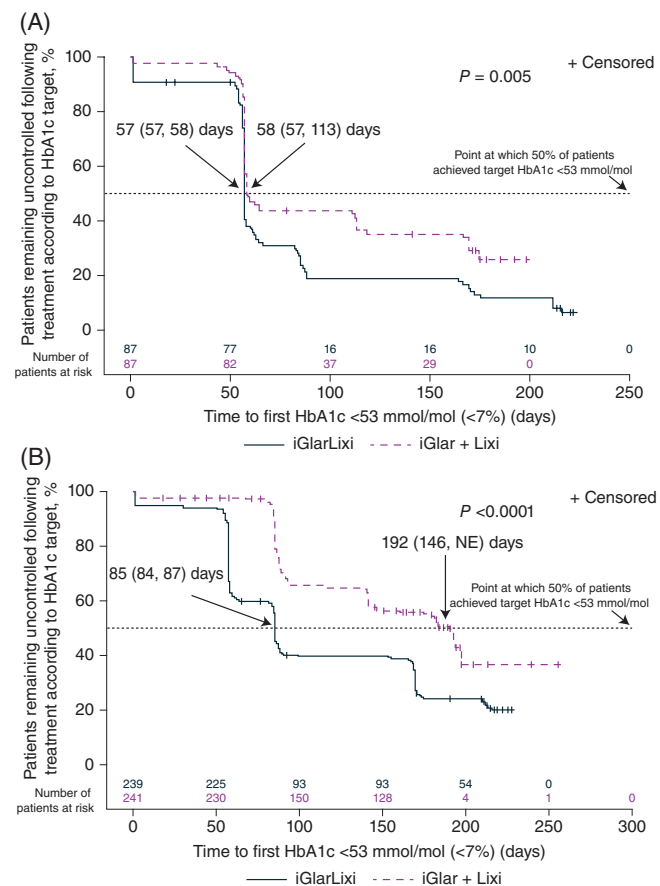 (A)
Patients remaining uncontrolled following
treatment according to HbA1c target, %
100
80
60
40
20
0
P = 0.005
+ Censored
57 (57, 58) days
58 (57, 113) days
Point at which 50% of patients
achieved target HbA1c <53 mmol/mol
Number of
patients at risk
87 77 16 16 10 0
87 82 37 29 0
0 50 100 150 200 250
Time to first HbA1c <53 mmol/mol (<7%) (days)
iGlarLixi iGlar + Lixi
(B)
Patients remaining uncontrolled following
treatment according to HbA1c target, %
100
80
60
40
20
0
P <0.0001
+ Censored
192 (146, NE) days
85 (84, 87) days
Point at which 50% of patients
achieved target HbA1c <53 mmol/mol
Number of
patients at risk
239 225 93 93 54 0
241 230 150 128 4 1 0
0 50 100 150 200 250 300
Time to first HbA1c <53 mmol/mol (<7%) (days)
iGlarLixi iGlar + Lixi